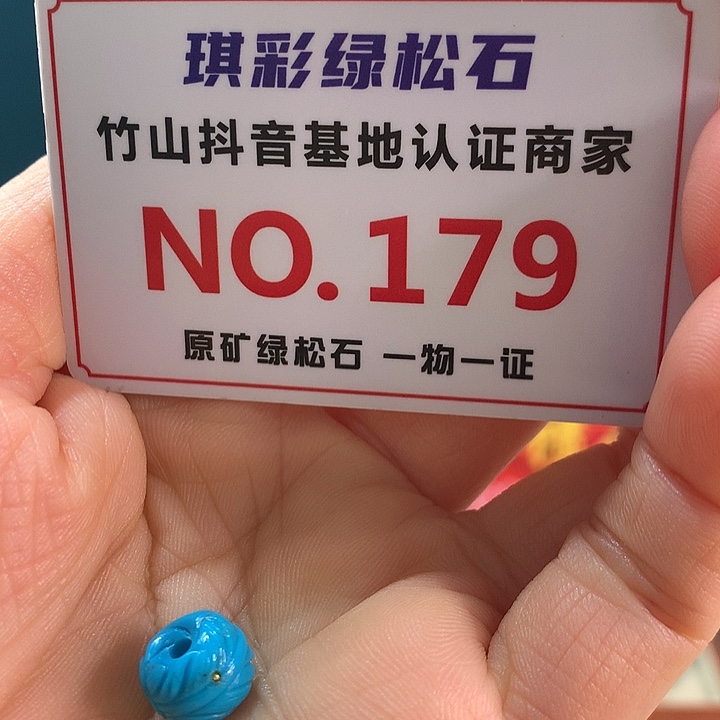 琪彩绿松石
竹山抖音基地认证商家
NO.179
原矿绿松石 一物一证